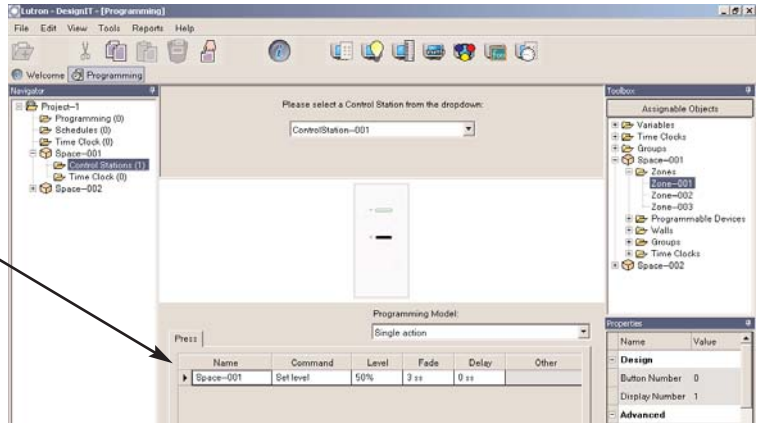 Lutron - DesignIT - [Programming]
File Edit View Tools Reports Help
Welcome Programming
Navigator
Project-1
Programming (0)
Schedules (0)
Time Clock (0)
Space-001
Control Stations (1)
Time Clock (0)
Space-002
Please select a Control Station from the dropdown:
ControlStation-001
Programming Model:
Single action
Press
Name Command Level Fade Delay Other
Space-001 Set level 50% 3 ss 0 ss
Toolbox
Assignable Objects
Variables
Time Clocks
Groups
Space-001
Zones
Zone-001
Zone-002
Zone-003
Programmable Devices
Walls
Groups
Time Clocks
Space-002
Properties
Name Value
Design
Button Number 0
Display Number 1
Advanced